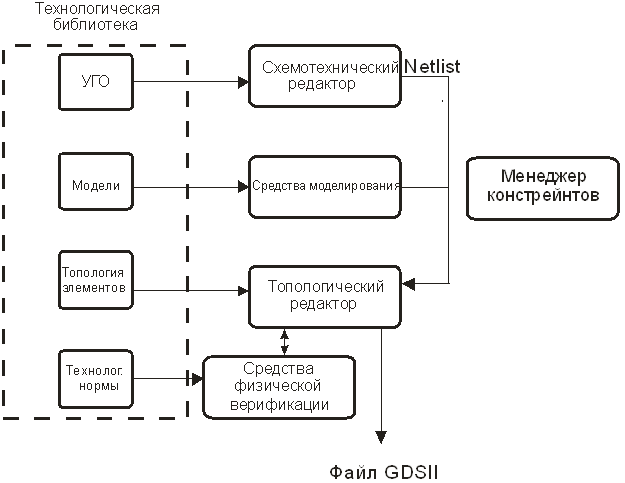 Технологическая
библиотека
УГО
Схемотехнический
редактор
Netlist
Модели
Средства моделирования
Менеджер
констрейнтов
Топология
элементов
Топологический
редактор
Технолог.
нормы
Средства
физической
верификации
Файл GDSII